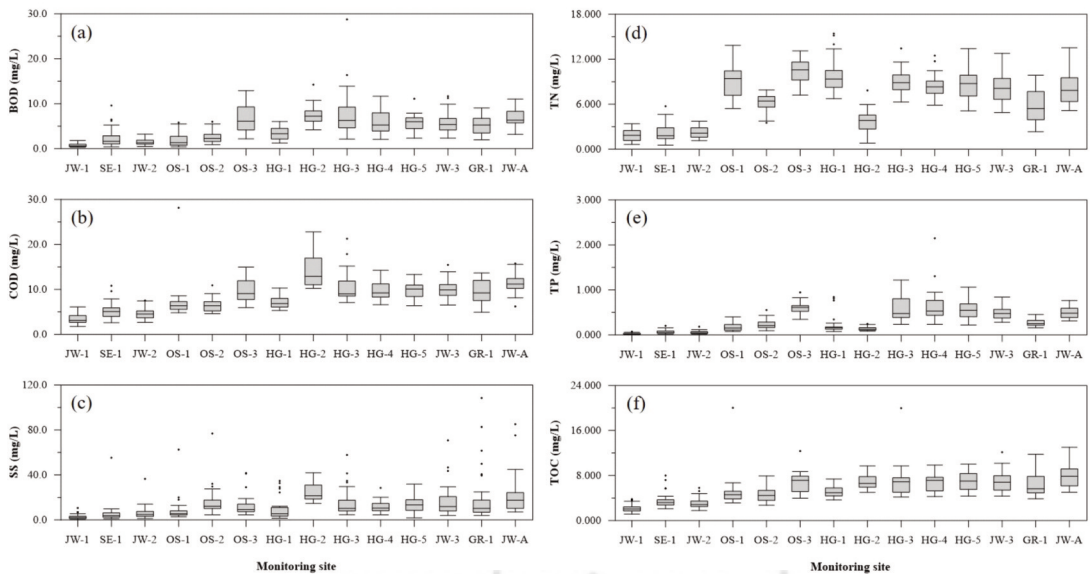 (a)
BOD (mg/L)
30.0
20.0
10.0
0.0
JW-1 SE-1 JW-2 OS-1 OS-2 OS-3 HG-1 HG-2 HG-3 HG-4 HG-5 JW-3 GR-1 JW-A
(b)
COD (mg/L)
30.0
20.0
10.0
0.0
JW-1 SE-1 JW-2 OS-1 OS-2 OS-3 HG-1 HG-2 HG-3 HG-4 HG-5 JW-3 GR-1 JW-A
(c)
SS (mg/L)
120.0
80.0
40.0
0.0
JW-1 SE-1 JW-2 OS-1 OS-2 OS-3 HG-1 HG-2 HG-3 HG-4 HG-5 JW-3 GR-1 JW-A
Monitoring site
(d)
TN (mg/L)
18.000
12.000
6.000
0.000
JW-1 SE-1 JW-2 OS-1 OS-2 OS-3 HG-1 HG-2 HG-3 HG-4 HG-5 JW-3 GR-1 JW-A
(e)
TP (mg/L)
3.000
2.000
1.000
0.000
JW-1 SE-1 JW-2 OS-1 OS-2 OS-3 HG-1 HG-2 HG-3 HG-4 HG-5 JW-3 GR-1 JW-A
(f)
TOC (mg/L)
24.000
16.000
8.000
0.000
JW-1 SE-1 JW-2 OS-1 OS-2 OS-3 HG-1 HG-2 HG-3 HG-4 HG-5 JW-3 GR-1 JW-A
Monitoring site